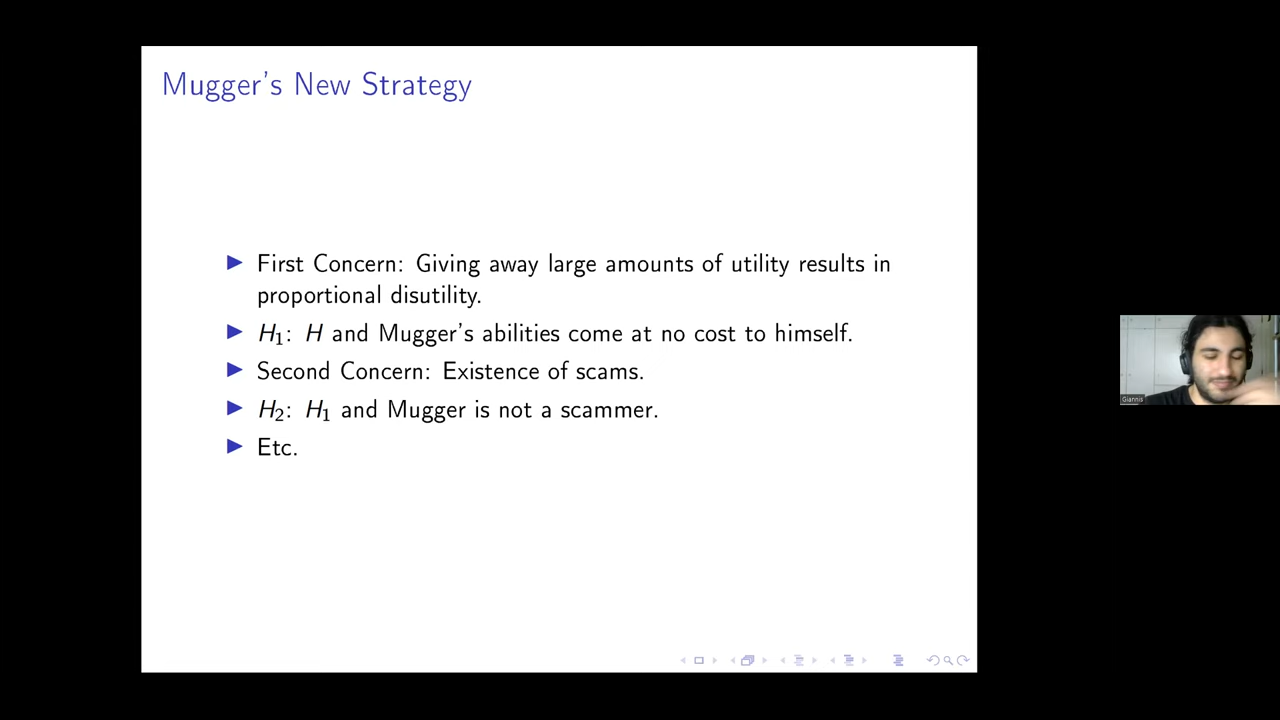 Mugger's New Strategy
▶ First Concern: Giving away large amounts of utility results in
proportional disutility.
▶ H₁: H and Mugger's abilities come at no cost to himself.
▶ Second Concern: Existence of scams.
▶ H₂: H₁ and Mugger is not a scammer.
▶ Etc.
Giannis